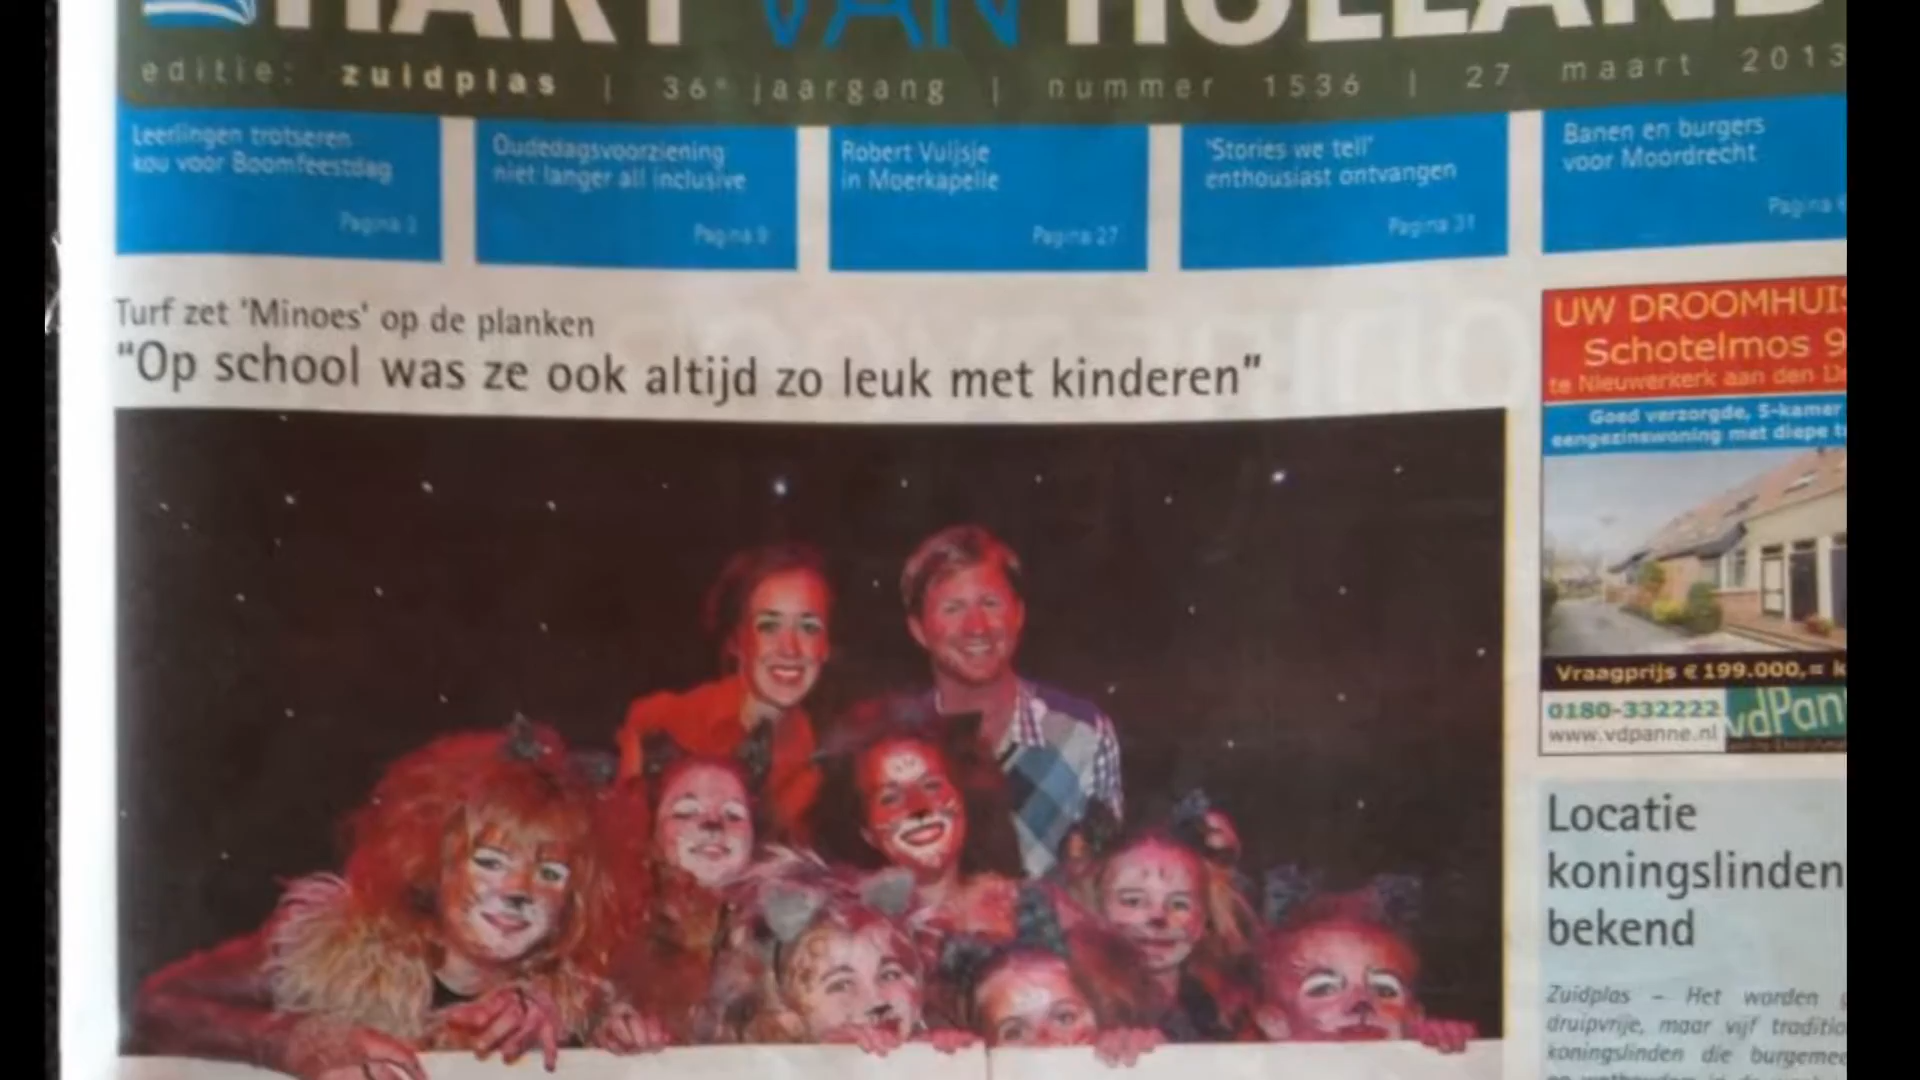 HART VAN HOLLAND
editie: zuidplas | 36e jaargang | nummer 1536 | 27 maart 2013
Leerlingen trotseren
kou voor Boomfeestdag
Pagina 3
Oudedagsvoorziening
niet langer all inclusive
Pagina 9
Robert Vuijsje
in Moerkapelle
Pagina 27
'Stories we tell'
enthousiast ontvangen
Pagina 31
Banen en burgers
voor Moordrecht
Pagina
Turf zet 'Minoes' op de planken
"Op school was ze ook altijd zo leuk met kinderen"
UW DROOMHUIS
Schotelmos 9
te Nieuwerkerk aan den
Goed verzorgde, 5-kamer
eengezinswoning met diepe
Vraagprijs € 199.000,= k
0180-332222
www.vdpanne.nl
vdPan
Locatie
koningslinden
bekend
Zuidplas – Het worden
druipvrije, maar vijf traditio
koningslinden die burgemee